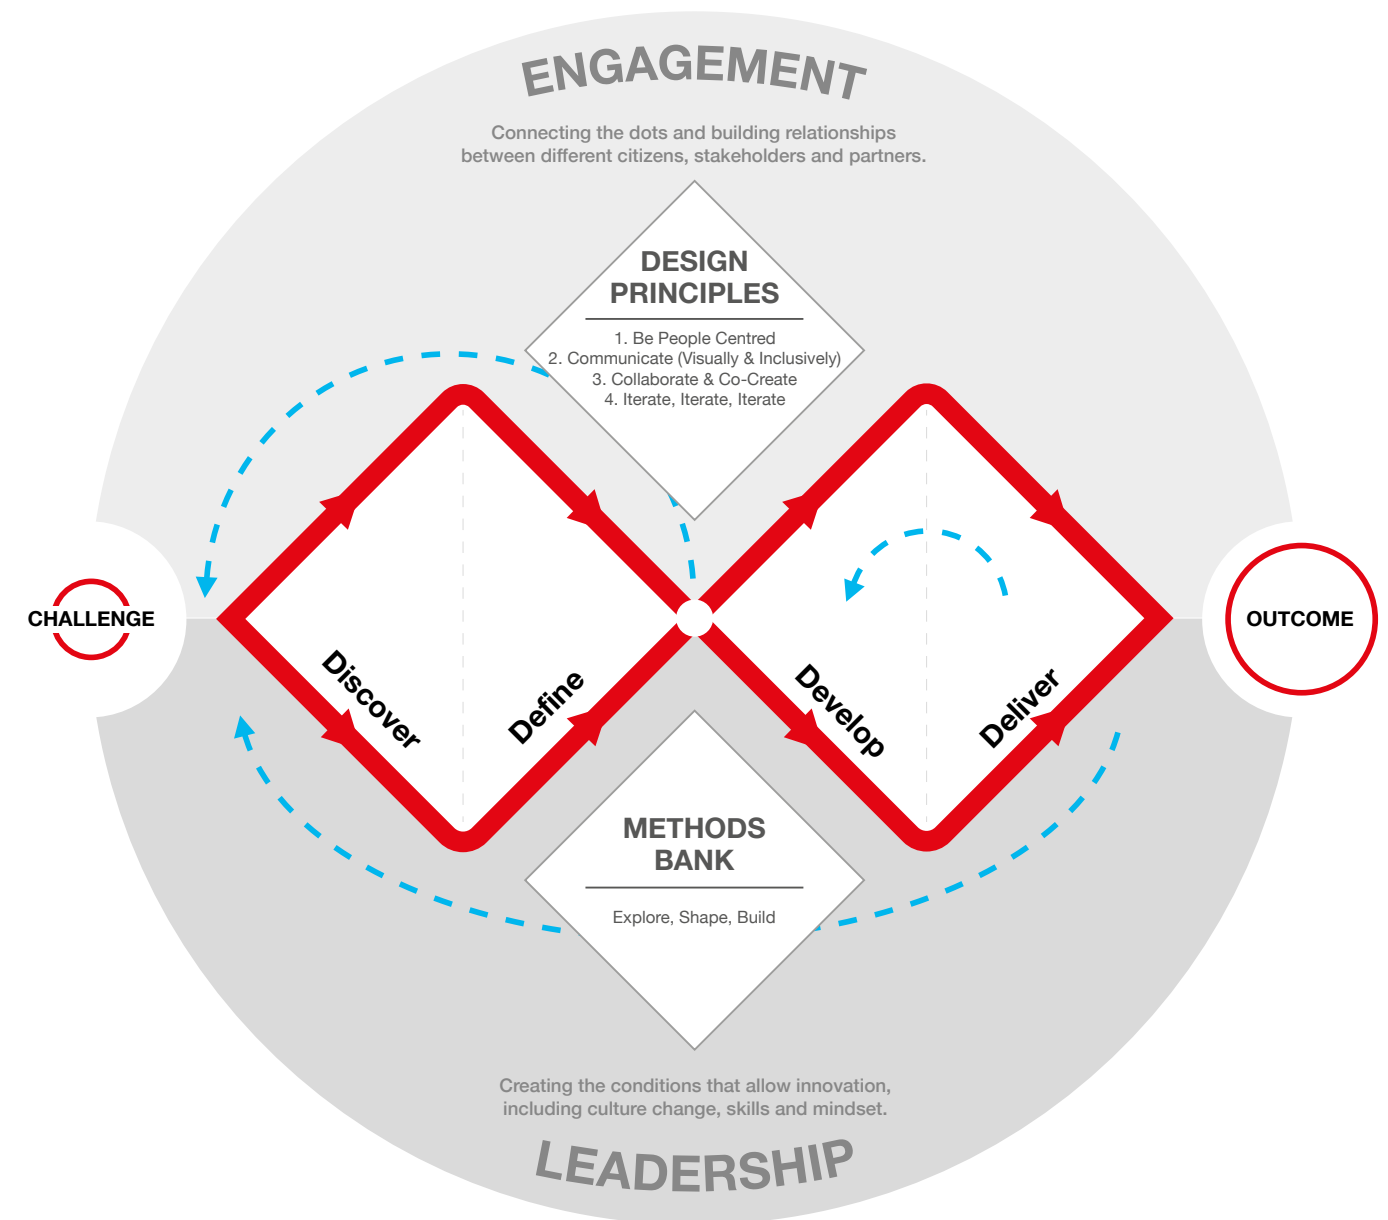 ENGAGEMENT
Connecting the dots and building relationships
between different citizens, stakeholders and partners.
DESIGN
PRINCIPLES
1. Be People Centred
2. Communicate (Visually & Inclusively)
3. Collaborate & Co-Create
4. Iterate, Iterate, Iterate
CHALLENGE
OUTCOME
Discover
Define
Develop
Deliver
METHODS
BANK
Explore, Shape, Build
Creating the conditions that allow innovation,
including culture change, skills and mindset.
LEADERSHIP